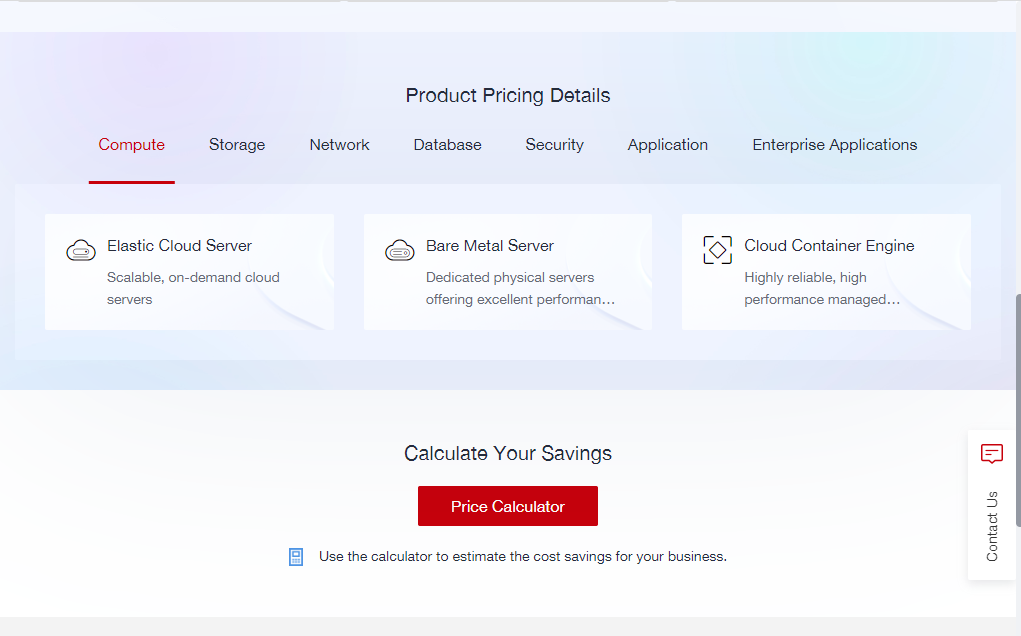 Product Pricing Details
Compute Storage Network Database Security Application Enterprise Applications
Elastic Cloud Server
Scalable, on-demand cloud
servers
Bare Metal Server
Dedicated physical servers
offering excellent performan...
Cloud Container Engine
Highly reliable, high
performance managed...
Calculate Your Savings
Price Calculator
Use the calculator to estimate the cost savings for your business.
Contact Us